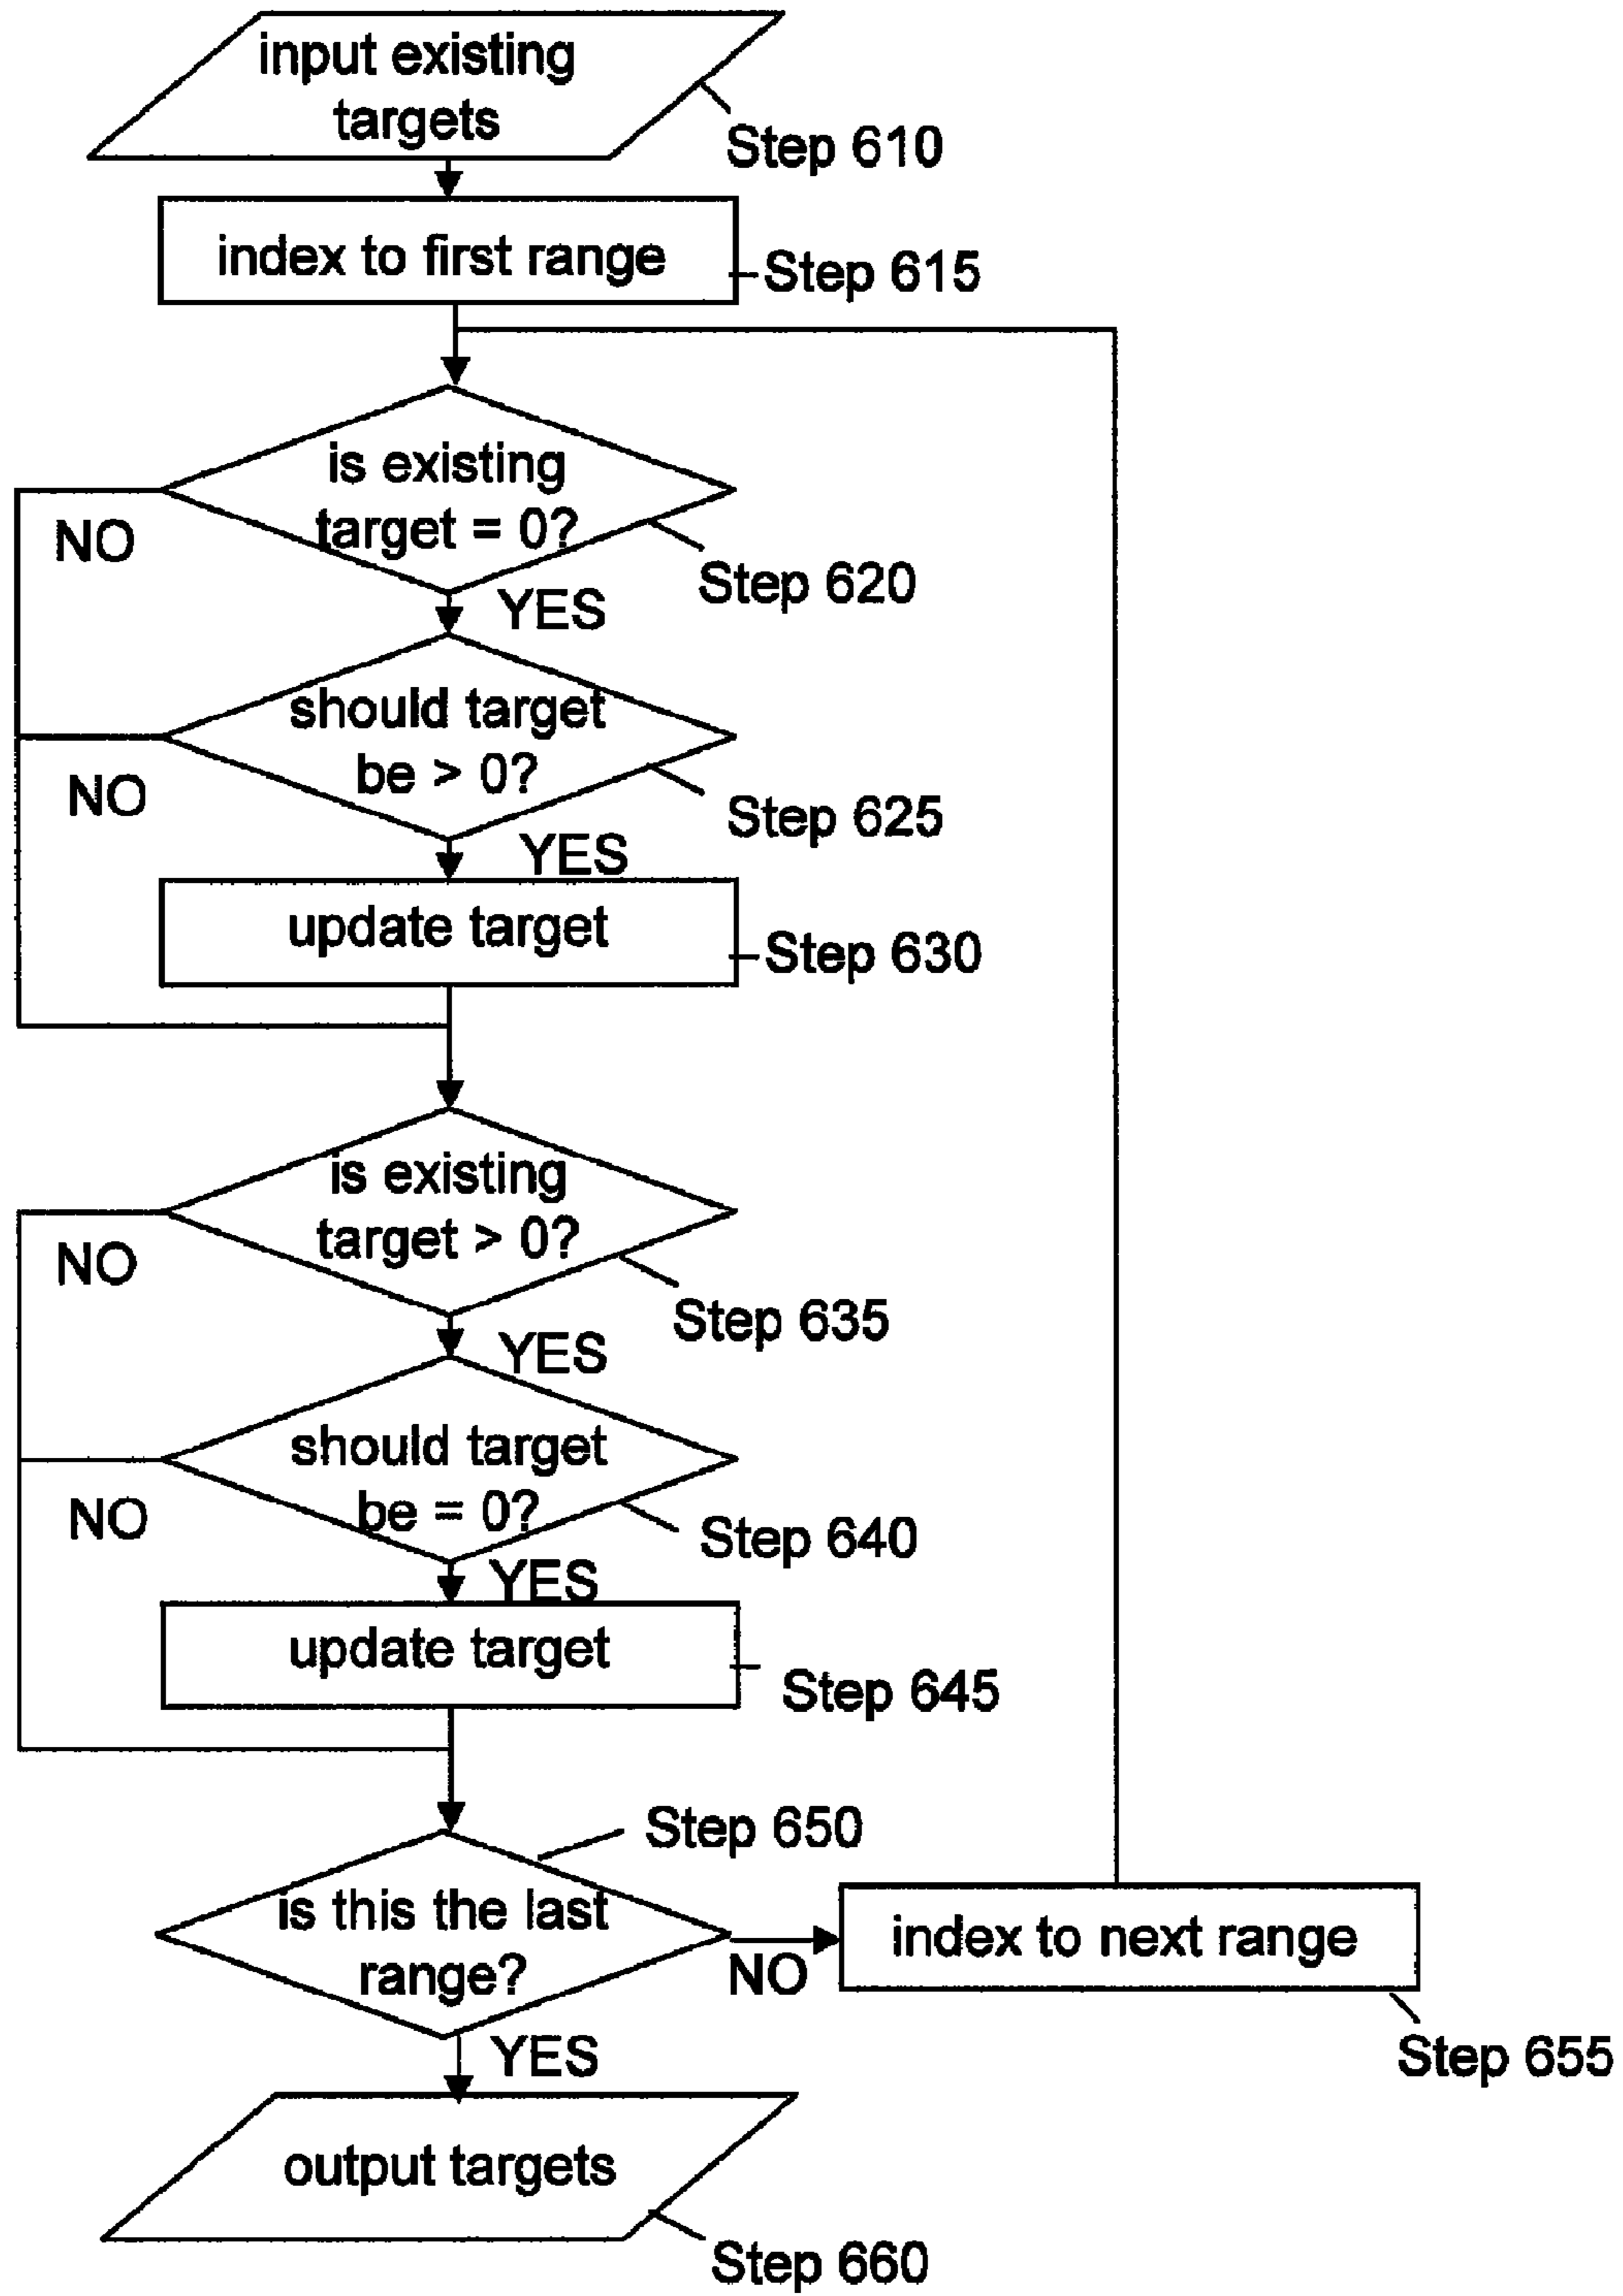 input existing
targets
Step 610
index to first range
Step 615
is existing
target = 0?
NO
Step 620
YES
should target
be > 0?
NO
Step 625
YES
update target
Step 630
is existing
target > 0?
NO
Step 635
YES
should target
be = 0?
NO
Step 640
YES
update target
Step 645
Step 650
is this the last
range?
NO
index to next range
Step 655
YES
output targets
Step 660